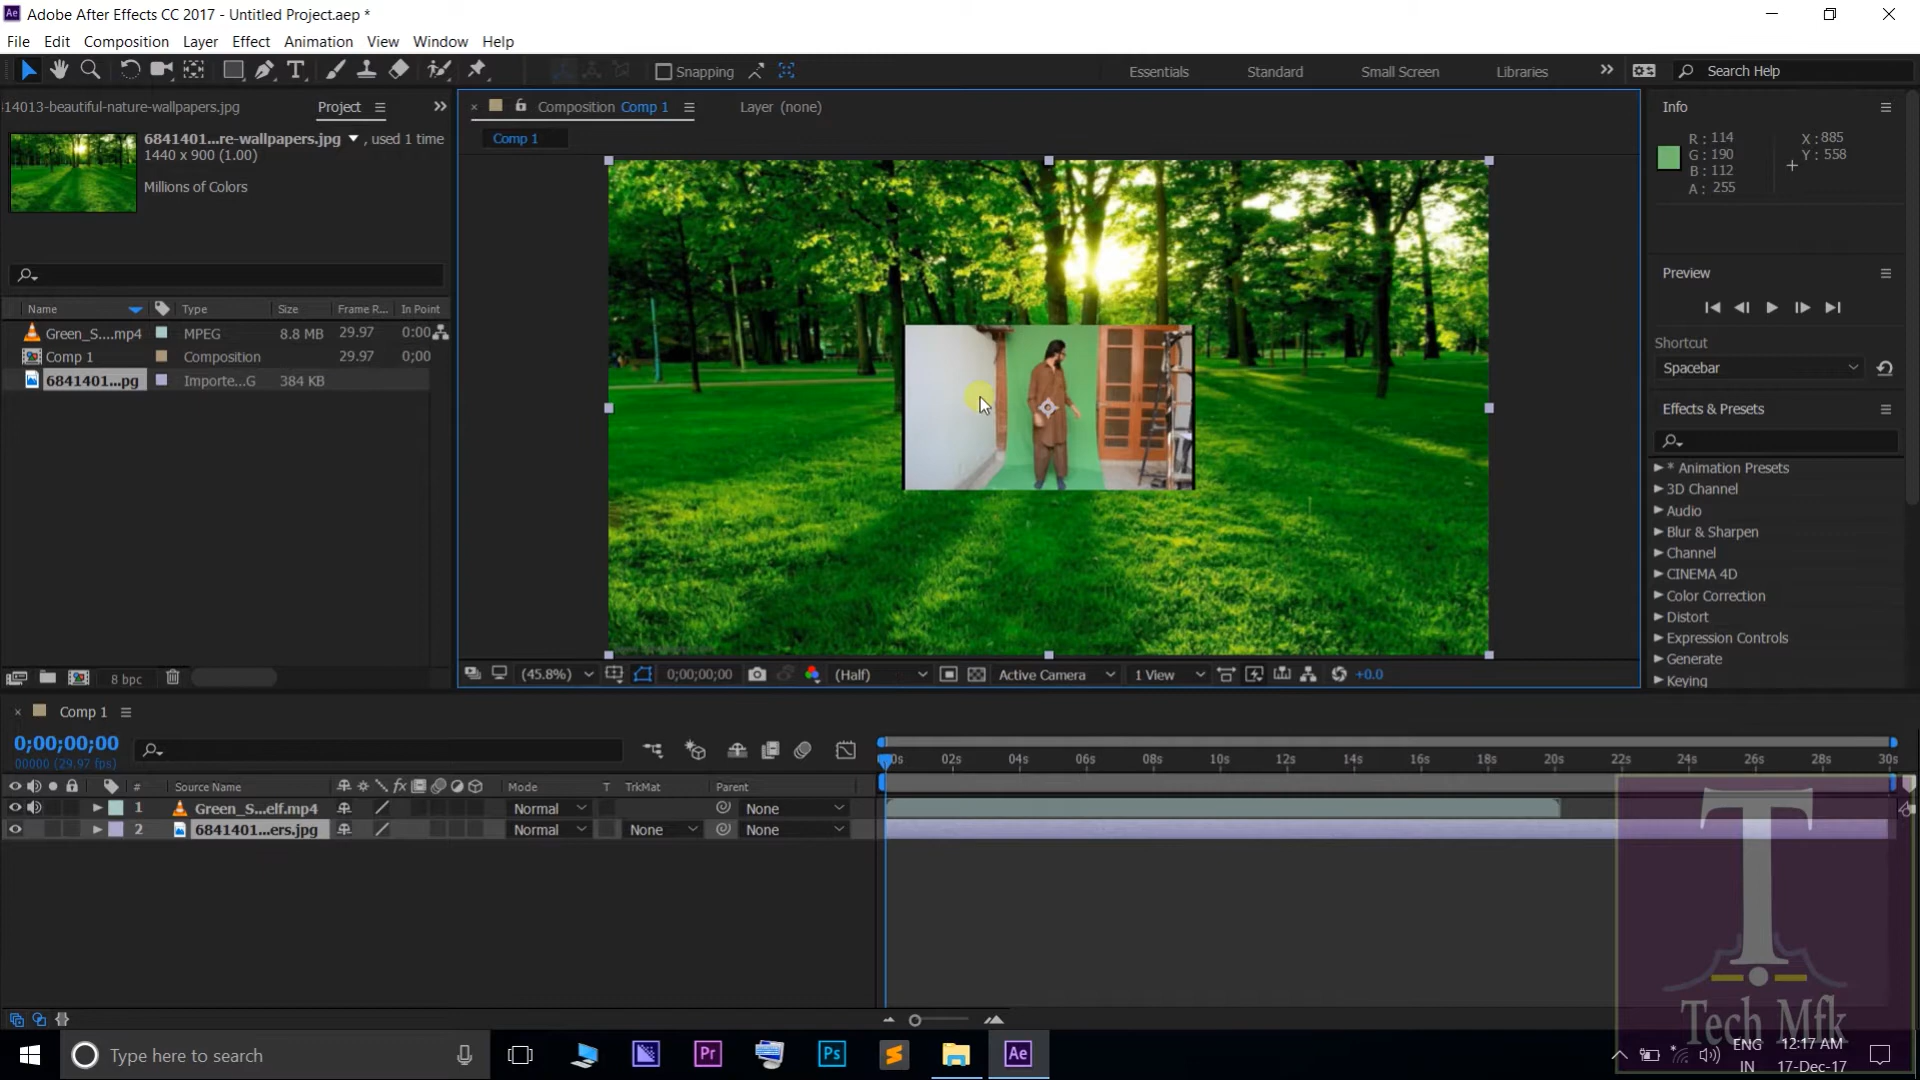 Adobe After Effects CC 2017 - Untitled Project.aep *
File Edit Composition Layer Effect Animation View Window Help
Snapping
Essentials Standard Small Screen Libraries
Search Help
14013-beautiful-nature-wallpapers.jpg Project
Composition Comp 1
Layer (none)
Info
Comp 1
6841401...re-wallpapers.jpg , used 1 time
1440 x 900 (1.00)
Millions of Colors
R : 114
G : 190
B : 112
A : 255
X : 885
Y : 558
Preview
Shortcut
Spacebar
Effects & Presets
* Animation Presets
3D Channel
Audio
Blur & Sharpen
Channel
CINEMA 4D
Color Correction
Distort
Expression Controls
Generate
Keying
Name Type Size Frame R... In Point
Green_S....mp4 MPEG 8.8 MB 29.97 0:00
Comp 1 Composition 29.97 0;00
6841401...pg Importe...G 384 KB
8 bpc
(45.8%) 0;00;00;00 (Half) Active Camera 1 View +0.0
Comp 1
0;00;00;00
00000 (29.97 fps)
0s 02s 04s 06s 08s 10s 12s 14s 16s 18s 20s 22s 24s 26s 28s 30s
# Source Name fx Mode T TrkMat Parent
1 Green_S...elf.mp4 Normal None
2 6841401...ers.jpg Normal None None
T
Tech Mfk
Type here to search
Pr
Ps
Ae
ENG
IN
12:17 AM
17-Dec-17